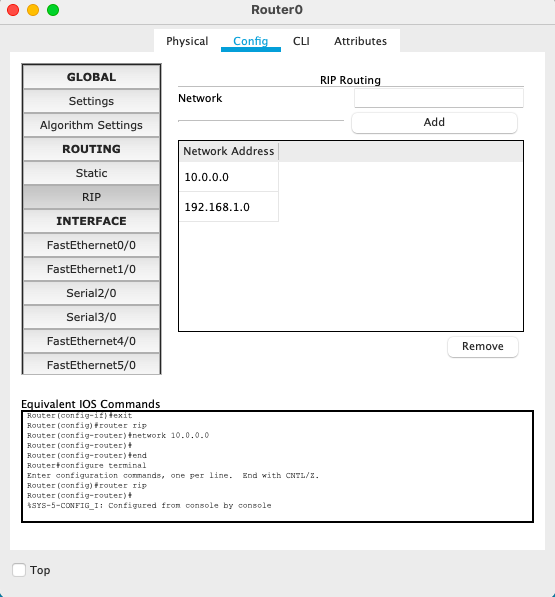 Router0
Physical Config CLI Attributes
GLOBAL
Settings
Algorithm Settings
ROUTING
Static
RIP
INTERFACE
FastEthernet0/0
FastEthernet1/0
Serial2/0
Serial3/0
FastEthernet4/0
FastEthernet5/0
RIP Routing
Network
Add
Network Address
10.0.0.0
192.168.1.0
Remove
Equivalent IOS Commands
Router(config-if)#exit
Router(config)#router rip
Router(config-router)#network 10.0.0.0
Router(config-router)#
Router(config-router)#end
Router#configure terminal
Enter configuration commands, one per line.  End with CNTL/Z.
Router(config)#router rip
Router(config-router)#
%SYS-5-CONFIG_I: Configured from console by console
Top